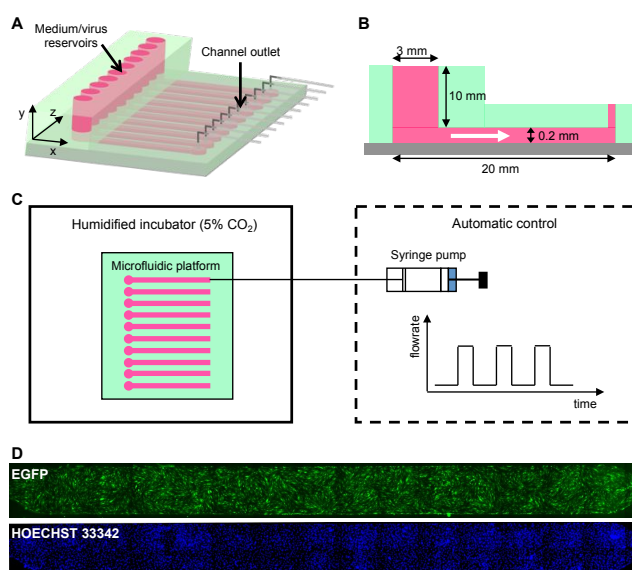 A
Medium/virus
reservoirs
Channel outlet
y
z
x
B
3 mm
10 mm
0.2 mm
20 mm
C
Humidified incubator (5% CO₂)
Microfluidic platform
Automatic control
Syringe pump
flowrate
time
D
EGFP
HOECHST 33342